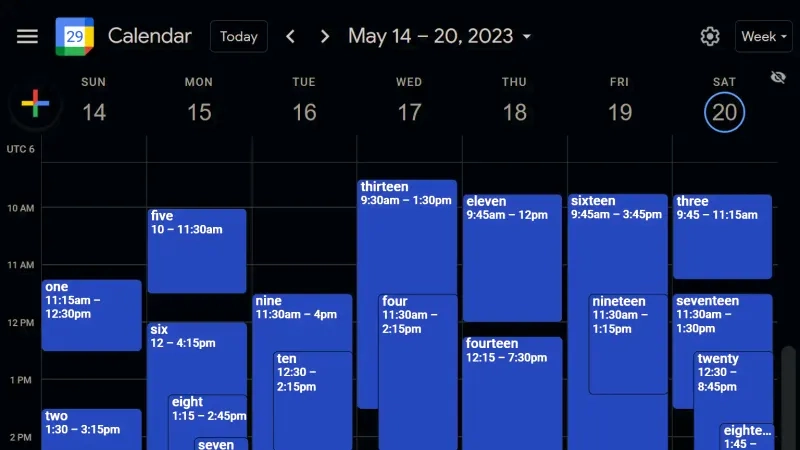 29 Calendar Today May 14 – 20, 2023 Week
SUN MON TUE WED THU FRI SAT
14 15 16 17 18 19 20
UTC 6
thirteen
9:30am – 1:30pm
eleven
9:45am – 12pm
sixteen
9:45am – 3:45pm
three
9:45 – 11:15am
10 AM
five
10 – 11:30am
11 AM
one
11:15am –
12:30pm
nine
11:30am – 4pm
four
11:30am –
2:15pm
nineteen
11:30am –
1:15pm
seventeen
11:30am –
1:30pm
12 PM
six
12 – 4:15pm
fourteen
12:15 – 7:30pm
ten
12:30 –
2:15pm
twenty
12:30 –
8:45pm
1 PM
eight
1:15 – 2:45pm
two
1:30 – 3:15pm
eighte...
1:45 –
2 PM
seven